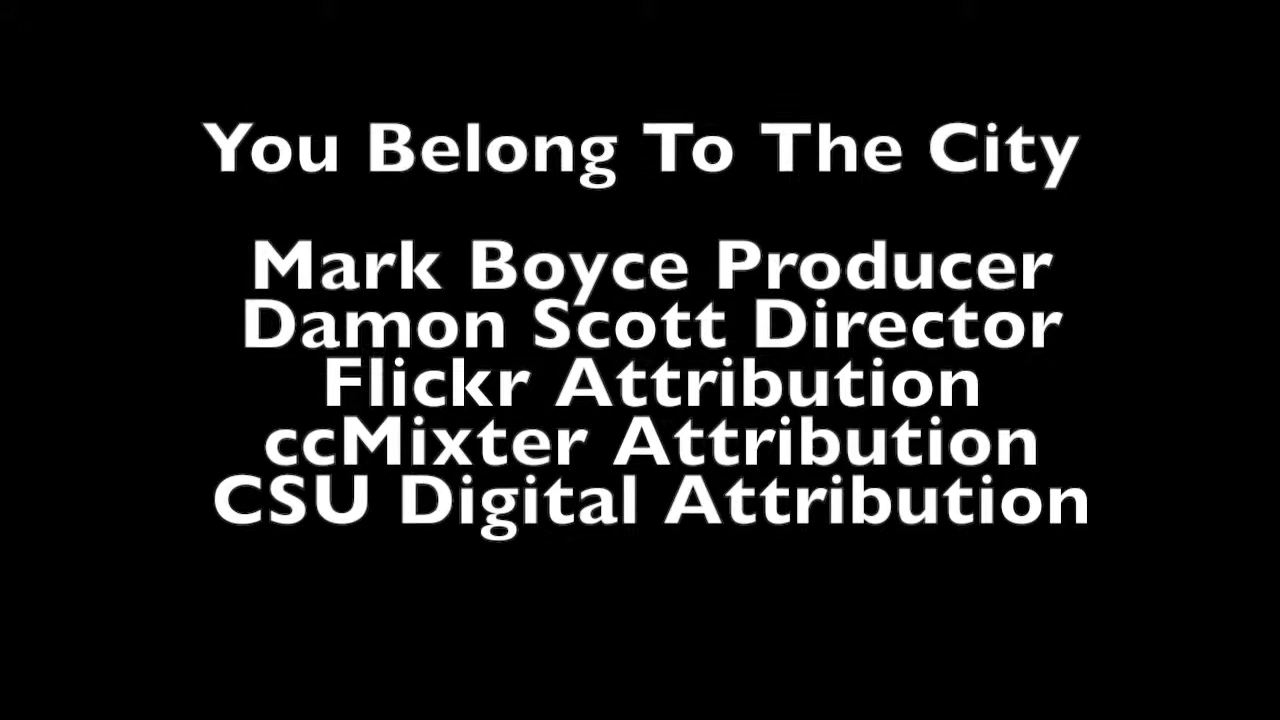 You Belong To The City
Mark Boyce Producer
Damon Scott Director
Flickr Attribution
ccMixter Attribution
CSU Digital Attribution